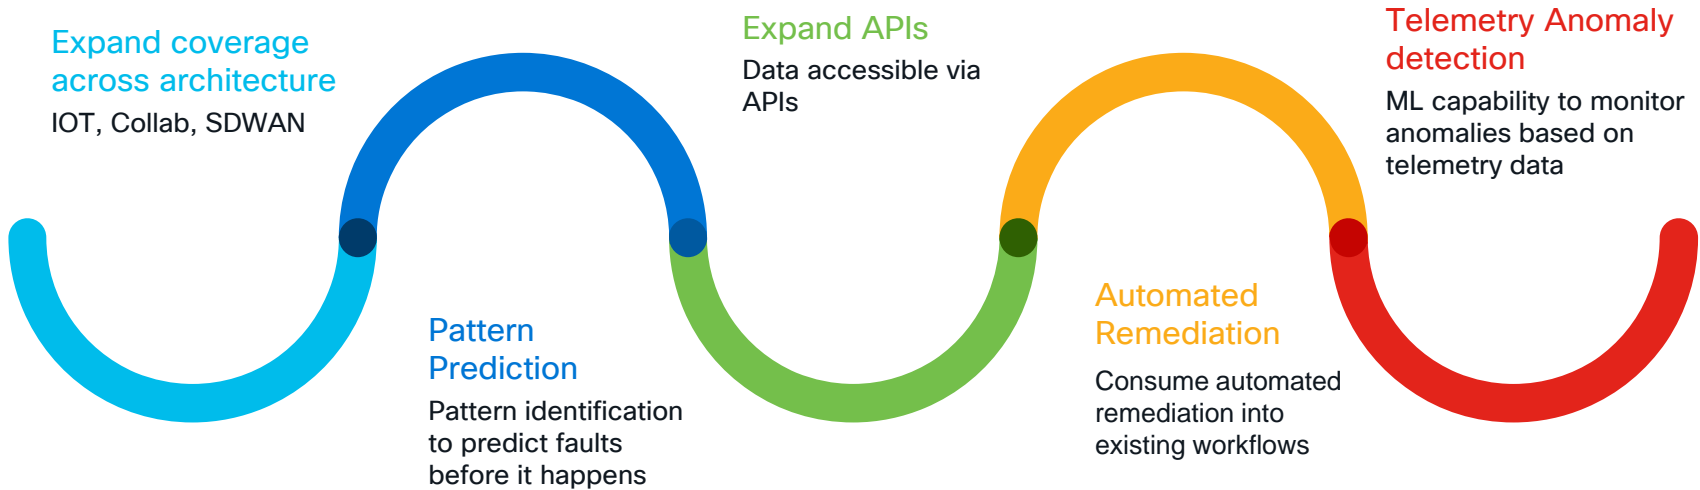 Expand coverage
across architecture
IOT, Collab, SDWAN
Pattern
Prediction
Pattern identification
to predict faults
before it happens
Expand APIs
Data accessible via
APIs
Automated
Remediation
Consume automated
remediation into
existing workflows
Telemetry Anomaly
detection
ML capability to monitor
anomalies based on
telemetry data